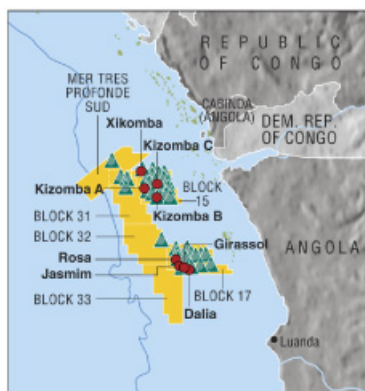 REPUBLIC
OF CONGO
MER TRES
PROFONDE
SUD
CABINDA
(ANGOLA)
DEM. REP.
OF CONGO
Xikomba
Kizomba C
Kizomba A
BLOCK
15
BLOCK 31
Kizomba B
BLOCK 32
Girassol
ANGOLA
Rosa
Jasmim
BLOCK 33
BLOCK 17
Dalia
Luanda